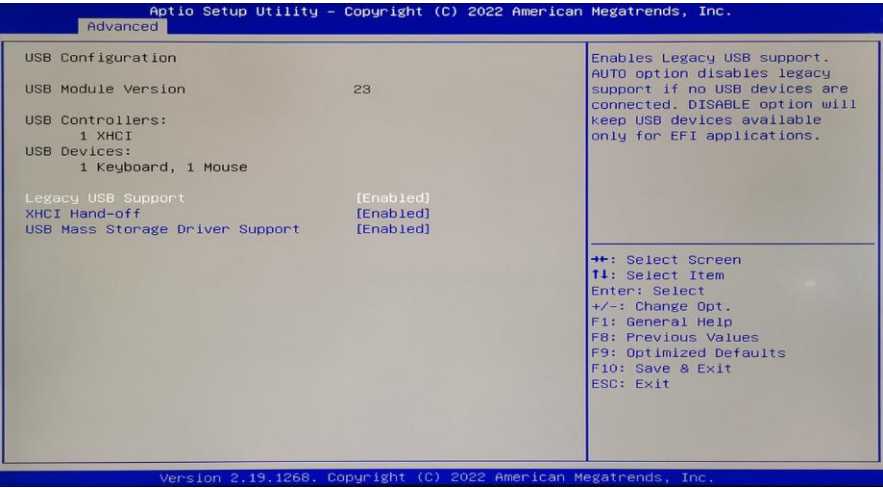 Aptio Setup Utility – Copyright (C) 2022 American Megatrends, Inc.
Advanced
USB Configuration
USB Module Version 23
USB Controllers:
1 XHCI
USB Devices:
1 Keyboard, 1 Mouse
Legacy USB Support [Enabled]
XHCI Hand-off [Enabled]
USB Mass Storage Driver Support [Enabled]
Enables Legacy USB support.
AUTO option disables legacy
support if no USB devices are
connected. DISABLE option will
keep USB devices available
only for EFI applications.
→←: Select Screen
↑↓: Select Item
Enter: Select
+/-: Change Opt.
F1: General Help
F8: Previous Values
F9: Optimized Defaults
F10: Save & Exit
ESC: Exit
Version 2.19.1268. Copyright (C) 2022 American Megatrends, Inc.